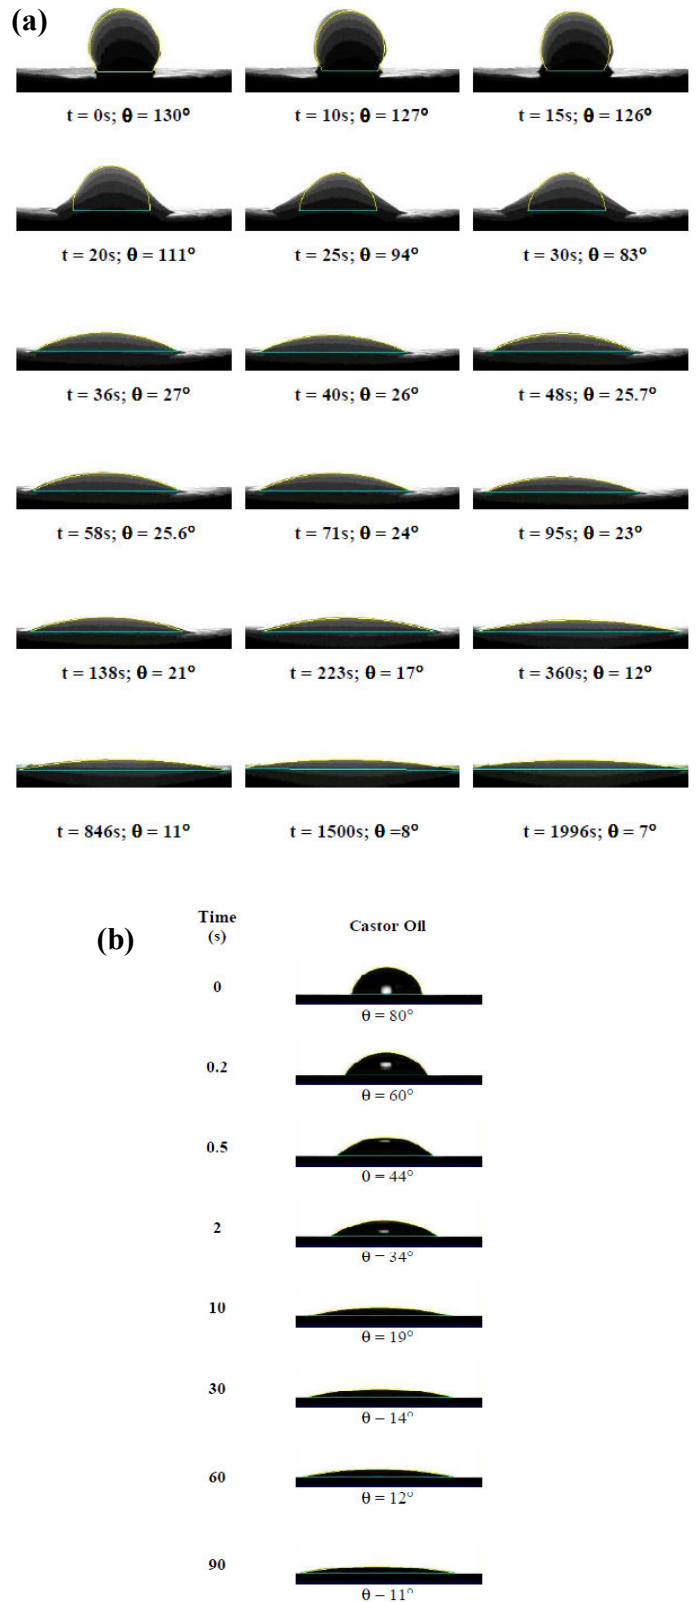 (a)
t = 0s; θ = 130° t = 10s; θ = 127° t = 15s; θ = 126°
t = 20s; θ = 111° t = 25s; θ = 94° t = 30s; θ = 83°
t = 36s; θ = 27° t = 40s; θ = 26° t = 48s; θ = 25.7°
t = 58s; θ = 25.6° t = 71s; θ = 24° t = 95s; θ = 23°
t = 138s; θ = 21° t = 223s; θ = 17° t = 360s; θ = 12°
t = 846s; θ = 11° t = 1500s; θ =8° t = 1996s; θ = 7°
(b)
Time
(s)
Castor Oil
0
θ = 80°
0.2
θ = 60°
0.5
θ = 44°
2
θ – 34°
10
θ = 19°
30
θ – 14°
60
θ = 12°
90
θ – 11°